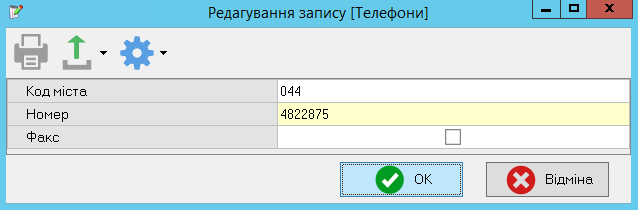 Редагування запису [Телефони]
Код міста 044
Номер 4822875
Факс
OK Відміна